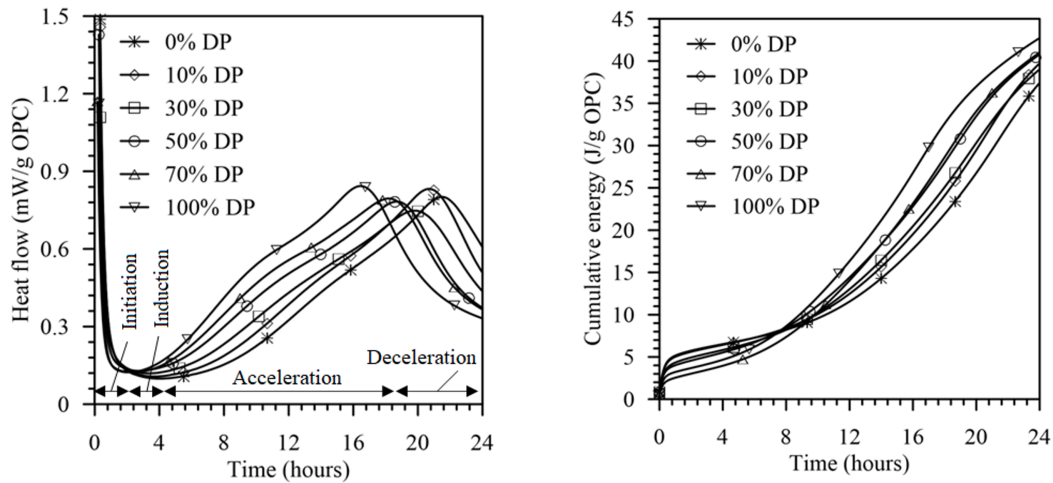 Heat flow (mW/g OPC)
1.5
1.2
0.9
0.6
0.3
0
0% DP
10% DP
30% DP
50% DP
70% DP
100% DP
Initiation
Induction
Acceleration
Deceleration
0 4 8 12 16 20 24
Time (hours)
Cumulative energy (J/g OPC)
45
40
35
30
25
20
15
10
5
0
0% DP
10% DP
30% DP
50% DP
70% DP
100% DP
0 4 8 12 16 20 24
Time (hours)